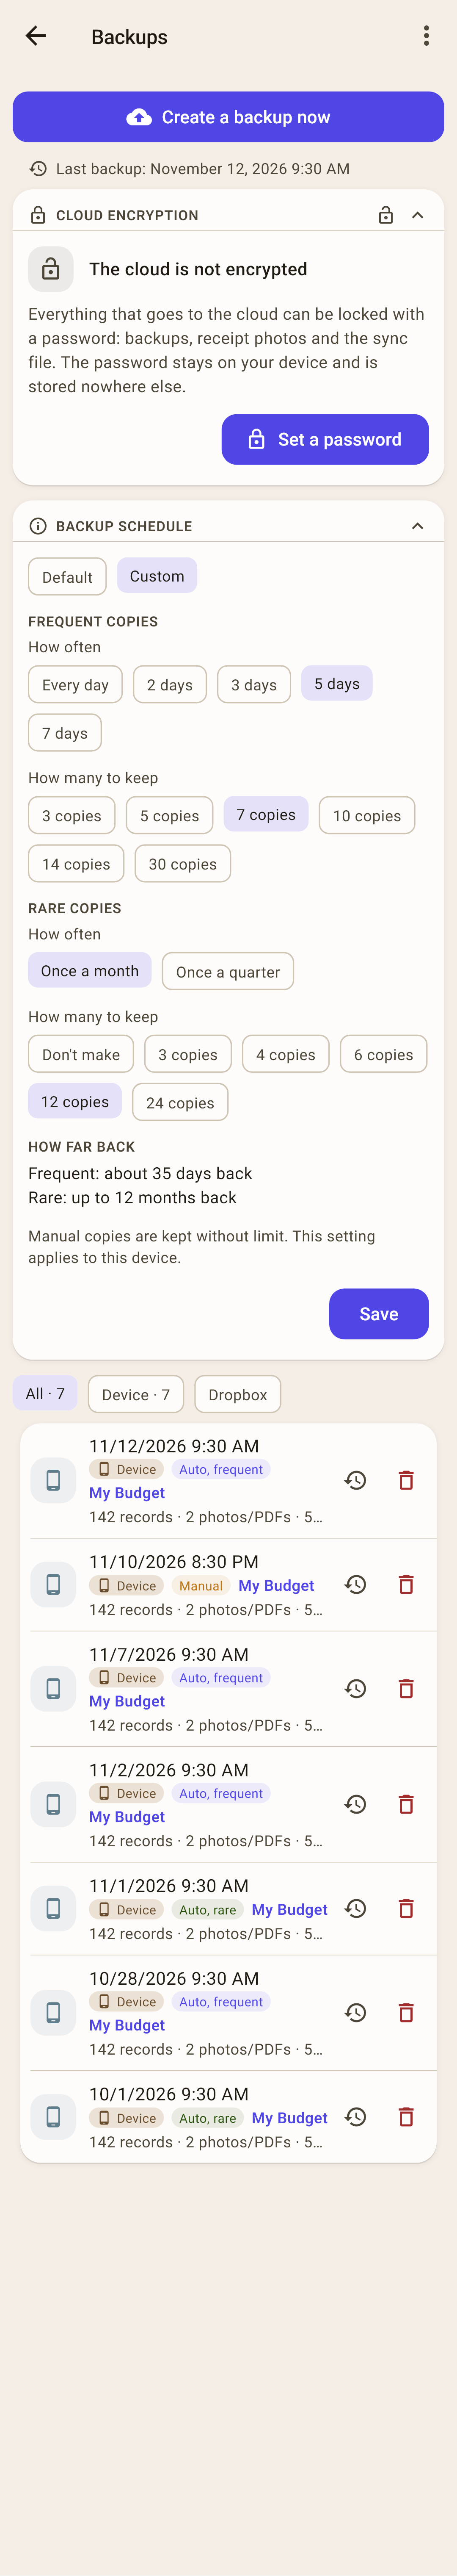 Backups
Create a backup now
Last backup: November 12, 2026 9:30 AM
CLOUD ENCRYPTION
The cloud is not encrypted
Everything that goes to the cloud can be locked with
a password: backups, receipt photos and the sync
file. The password stays on your device and is
stored nowhere else.
Set a password
BACKUP SCHEDULE
Default Custom
FREQUENT COPIES
How often
Every day 2 days 3 days 5 days
7 days
How many to keep
3 copies 5 copies 7 copies 10 copies
14 copies 30 copies
RARE COPIES
How often
Once a month Once a quarter
How many to keep
Don't make 3 copies 4 copies 6 copies
12 copies 24 copies
HOW FAR BACK
Frequent: about 35 days back
Rare: up to 12 months back
Manual copies are kept without limit. This setting
applies to this device.
Save
All · 7 Device · 7 Dropbox
11/12/2026 9:30 AM
Device Auto, frequent
My Budget
142 records · 2 photos/PDFs · 5…
11/10/2026 8:30 PM
Device Manual My Budget
142 records · 2 photos/PDFs · 5…
11/7/2026 9:30 AM
Device Auto, frequent
My Budget
142 records · 2 photos/PDFs · 5…
11/2/2026 9:30 AM
Device Auto, frequent
My Budget
142 records · 2 photos/PDFs · 5…
11/1/2026 9:30 AM
Device Auto, rare My Budget
142 records · 2 photos/PDFs · 5…
10/28/2026 9:30 AM
Device Auto, frequent
My Budget
142 records · 2 photos/PDFs · 5…
10/1/2026 9:30 AM
Device Auto, rare My Budget
142 records · 2 photos/PDFs · 5…